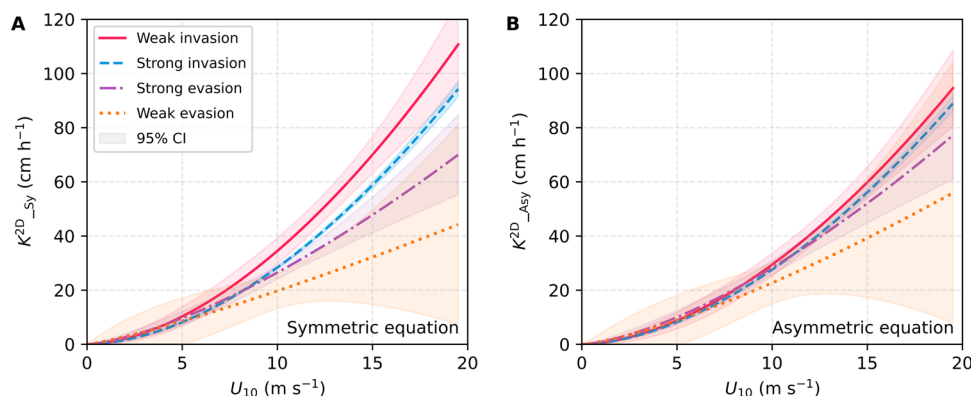 A
120
100
80
60
40
20
0
K²ᴰ_Sy (cm h⁻¹)
Weak invasion
Strong invasion
Strong evasion
Weak evasion
95% CI
Symmetric equation
0 5 10 15 20
U₁₀ (m s⁻¹)
B
120
100
80
60
40
20
0
K²ᴰ_Asy (cm h⁻¹)
Asymmetric equation
0 5 10 15 20
U₁₀ (m s⁻¹)